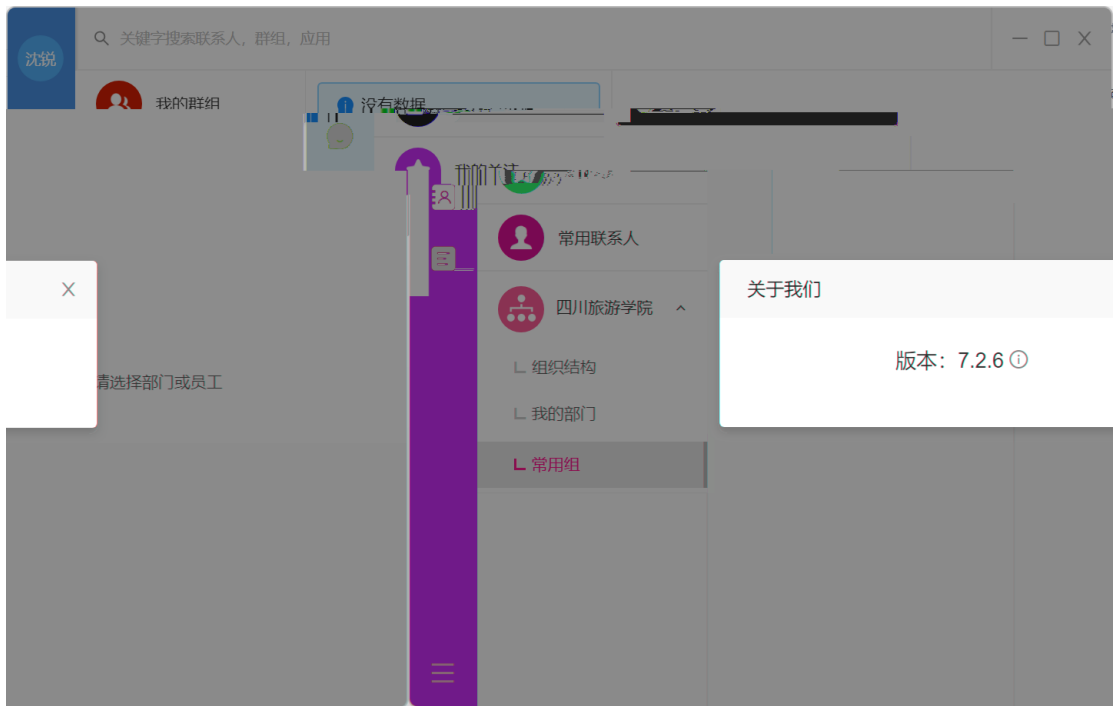 沈锐
关键字搜索联系人，群组，应用
我的群组
没有数据
我的关注
常用联系人
四川旅游学院
组织结构
我的部门
常用组
请选择部门或员工
关于我们
版本：7.2.6